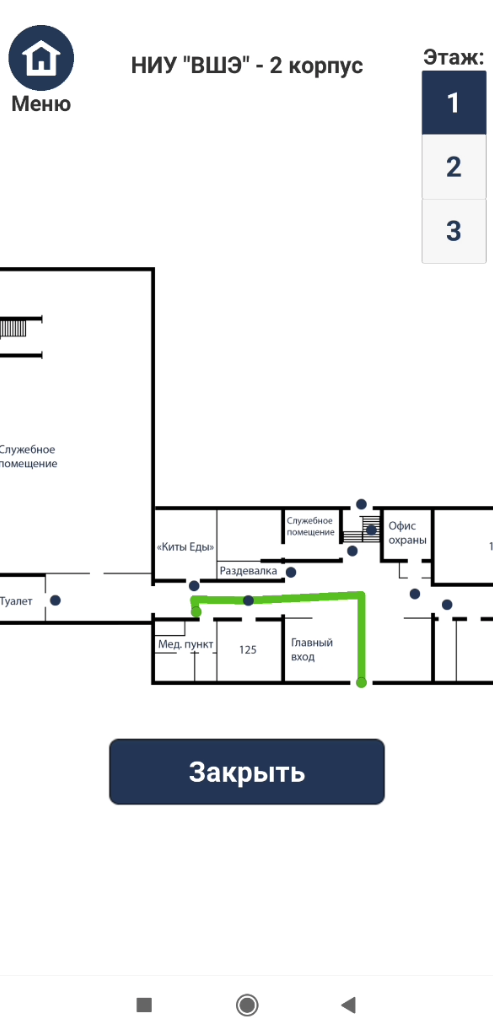 НИУ "ВШЭ" - 2 корпус
Этаж:
Меню
1
2
3
Служебное
помещение
Служебное
помещение
Офис
охраны
«Киты Еды»
1
Раздевалка
Туалет
Мед. пункт
125
Главный
вход
Закрыть